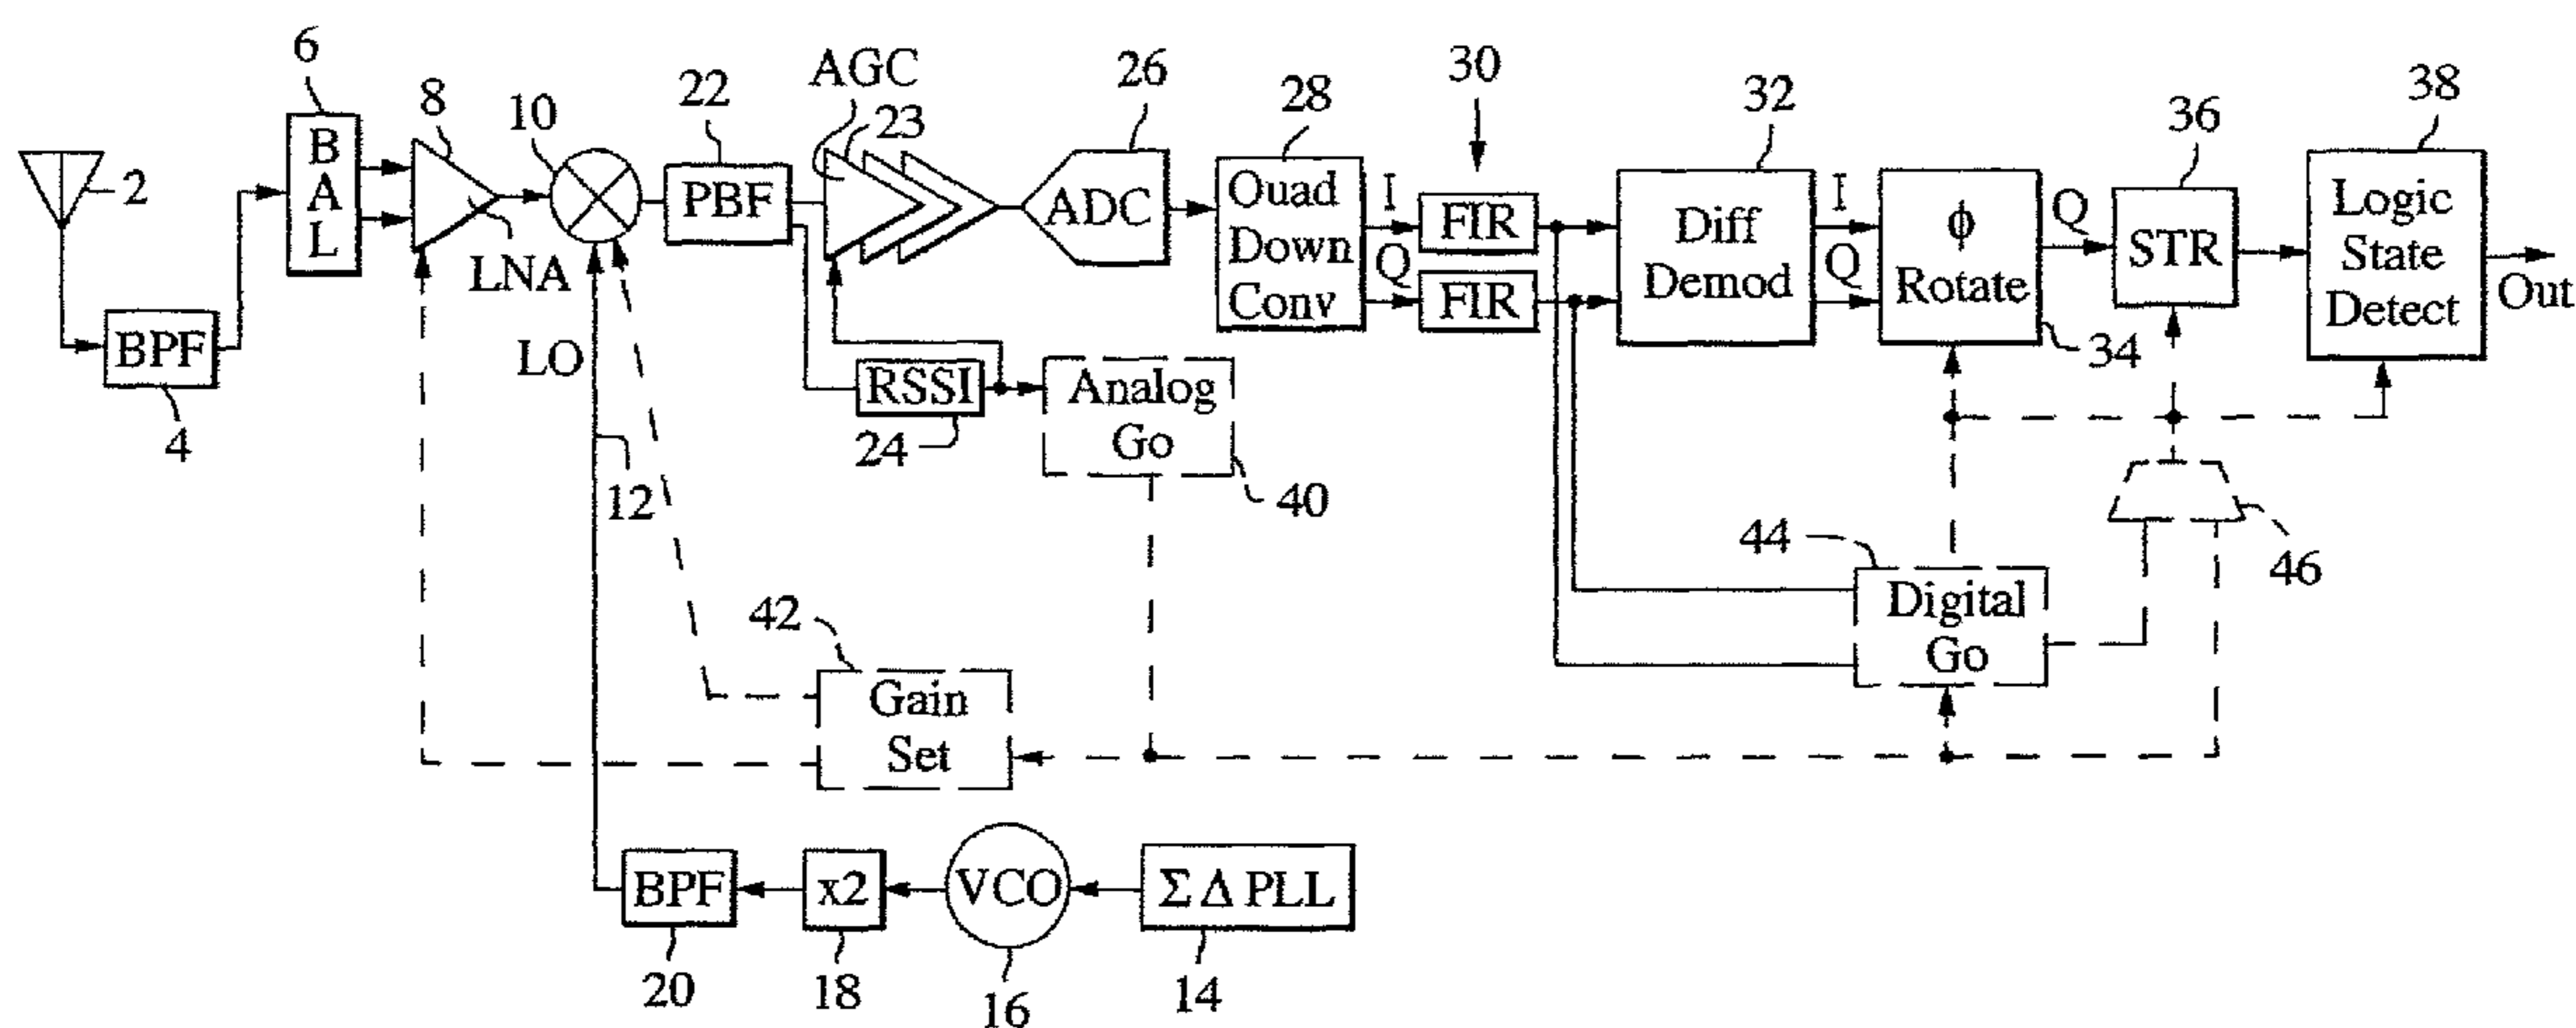 6
B
A
L
8
LNA
10
22
PBF
AGC
23
26
ADC
28
Quad
Down
Conv
I
Q
30
FIR
FIR
32
Diff
Demod
I
Q
ϕ
Rotate
34
Q
36
STR
38
Logic
State
Detect
Out
2
BPF
4
LO
12
RSSI
24
Analog
Go
40
42
Gain
Set
44
Digital
Go
46
BPF
20
x2
18
VCO
16
Σ Δ PLL
14